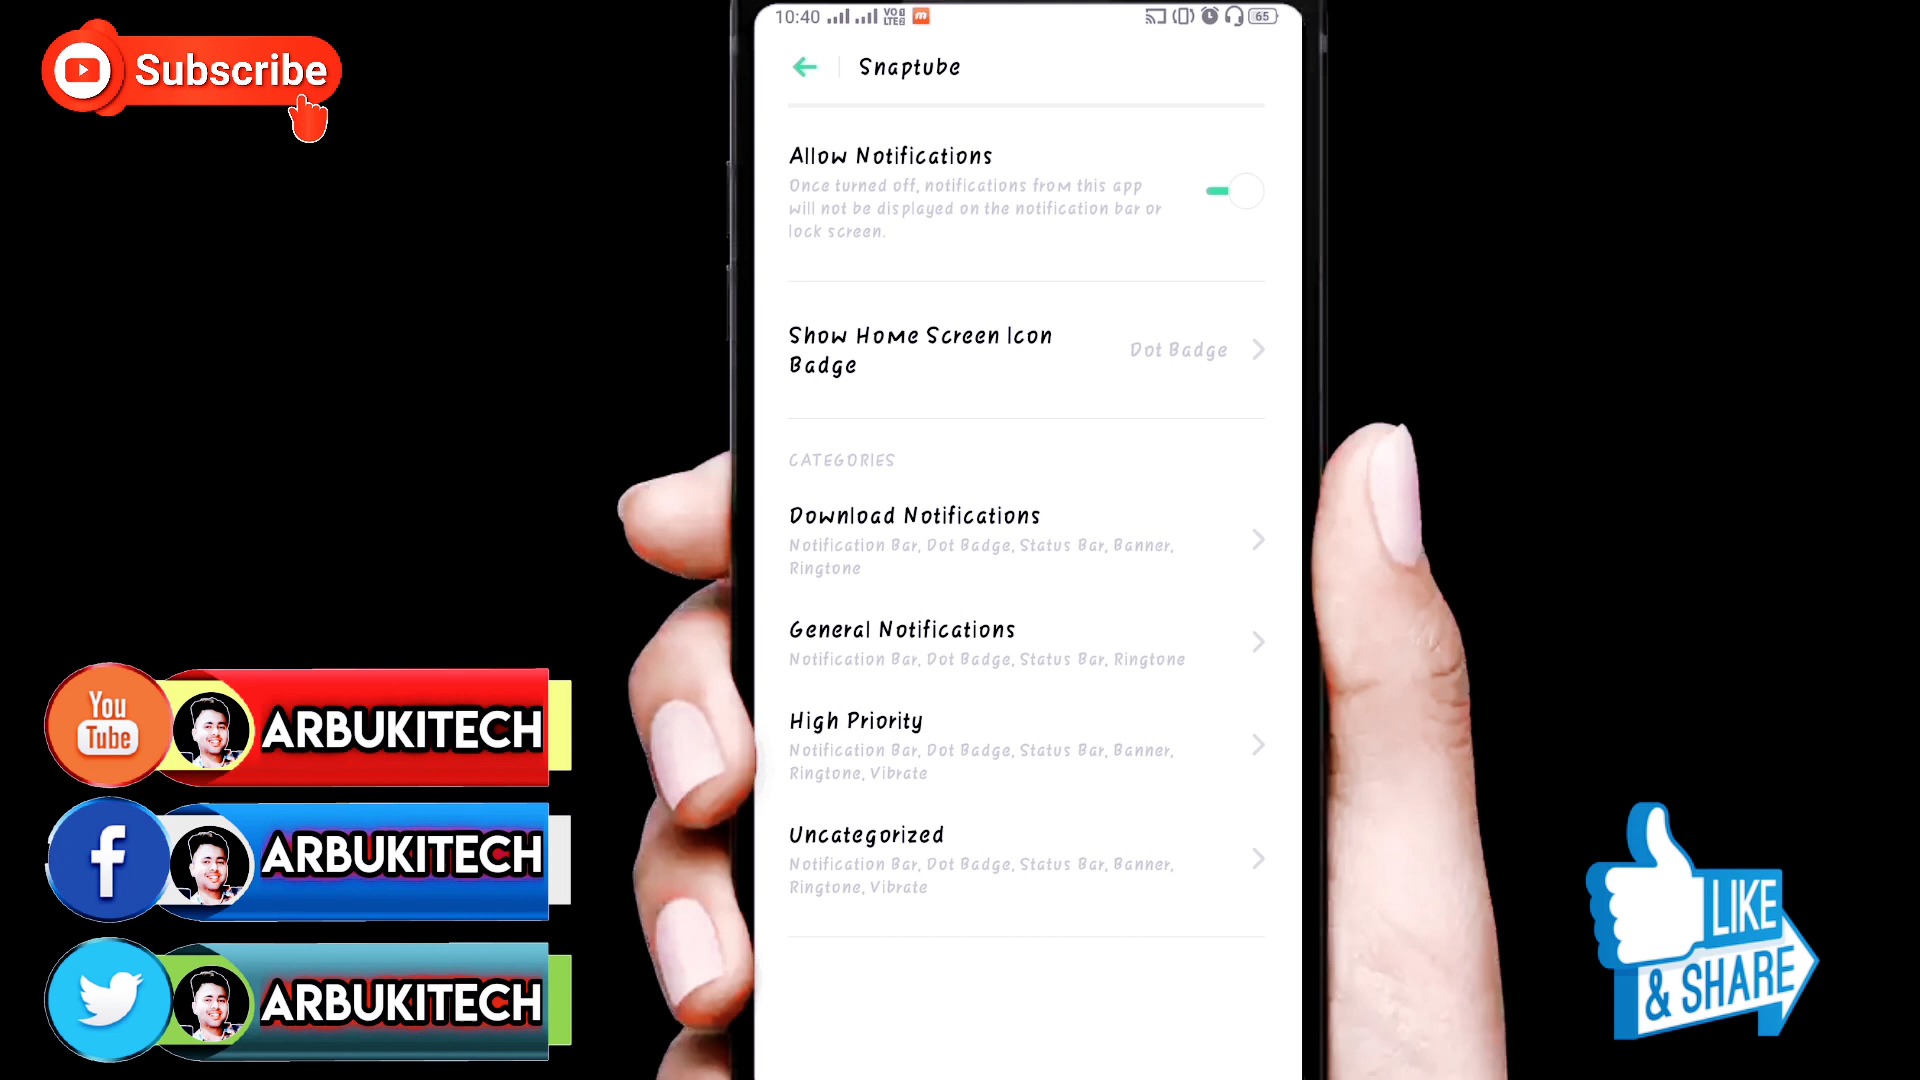 Subscribe
10:40
VO
LTE
65
Snaptube
Allow Notifications
Once turned off, notifications from this app
will not be displayed on the notification bar or
lock screen.
Show Home Screen Icon
Badge
Dot Badge
CATEGORIES
Download Notifications
Notification Bar, Dot Badge, Status Bar, Banner,
Ringtone
General Notifications
Notification Bar, Dot Badge, Status Bar, Ringtone
High Priority
Notification Bar, Dot Badge, Status Bar, Banner,
Ringtone, Vibrate
Uncategorized
Notification Bar, Dot Badge, Status Bar, Banner,
Ringtone, Vibrate
You
Tube
ARBUKITECH
ARBUKITECH
ARBUKITECH
LIKE
& SHARE